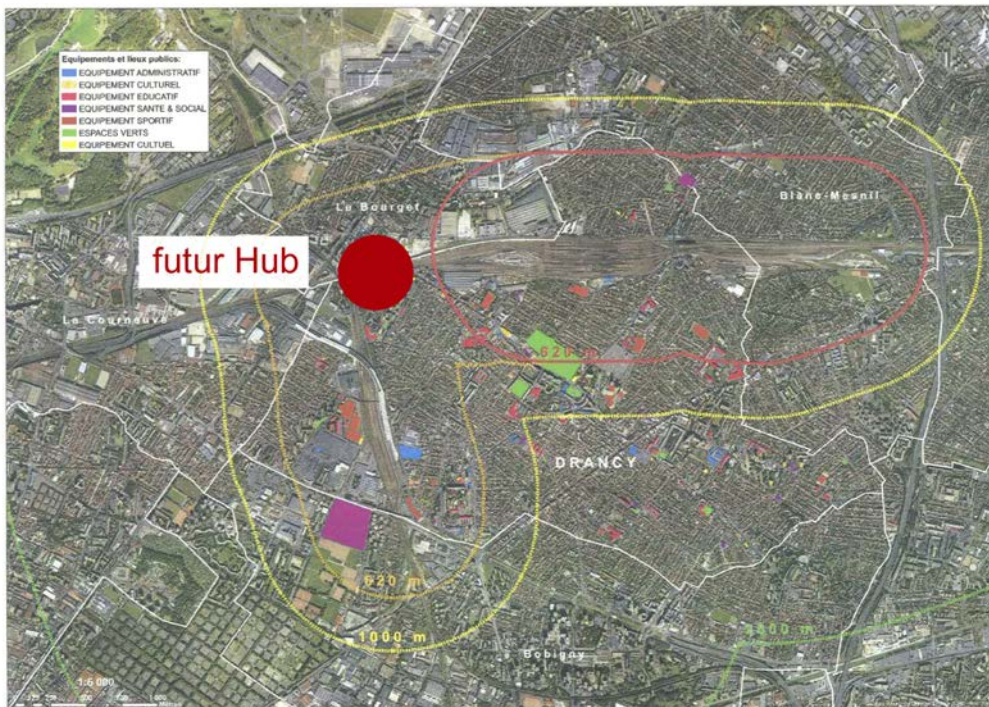 Equipements et lieux publics:
EQUIPEMENT ADMINISTRATIF
EQUIPEMENT CULTUREL
EQUIPEMENT EDUCATIF
EQUIPEMENT SANTE & SOCIAL
EQUIPEMENT SPORTIF
ESPACES VERTS
EQUIPEMENT CULTUEL
Le Bourget
Blanc-Mesnil
futur Hub
La Courneuve
620 m
DRANCY
620 m
1000 m
Bobigny
1:6 000